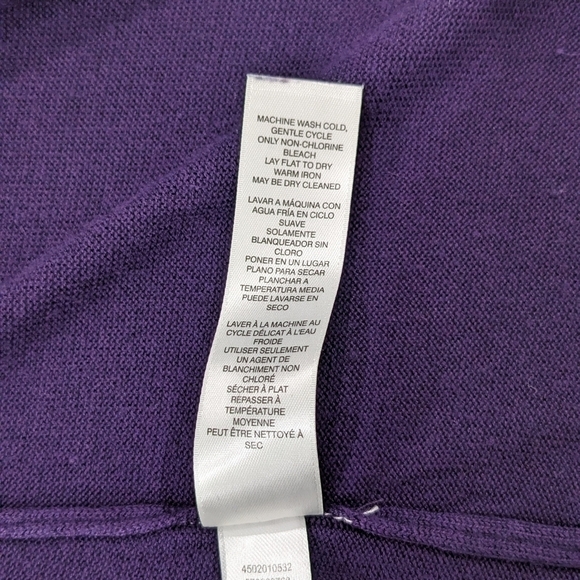 MACHINE WASH COLD,
GENTLE CYCLE
ONLY NON-CHLORINE
BLEACH
LAY FLAT TO DRY
WARM IRON
MAY BE DRY CLEANED
LAVAR A MÁQUINA CON
AGUA FRÍA EN CICLO
SUAVE
SOLAMENTE
BLANQUEADOR SIN
CLORO
PONER EN UN LUGAR
PLANO PARA SECAR
PLANCHAR A
TEMPERATURA MEDIA
PUEDE LAVARSE EN
SECO
LAVER À LA MACHINE AU
CYCLE DÉLICAT À L'EAU
FROIDE
UTILISER SEULEMENT
UN AGENT DE
BLANCHIMENT NON
CHLORÉ
SÉCHER À PLAT
REPASSER À
TEMPÉRATURE
MOYENNE
PEUT ÊTRE NETTOYÉ À
SEC
4502010532